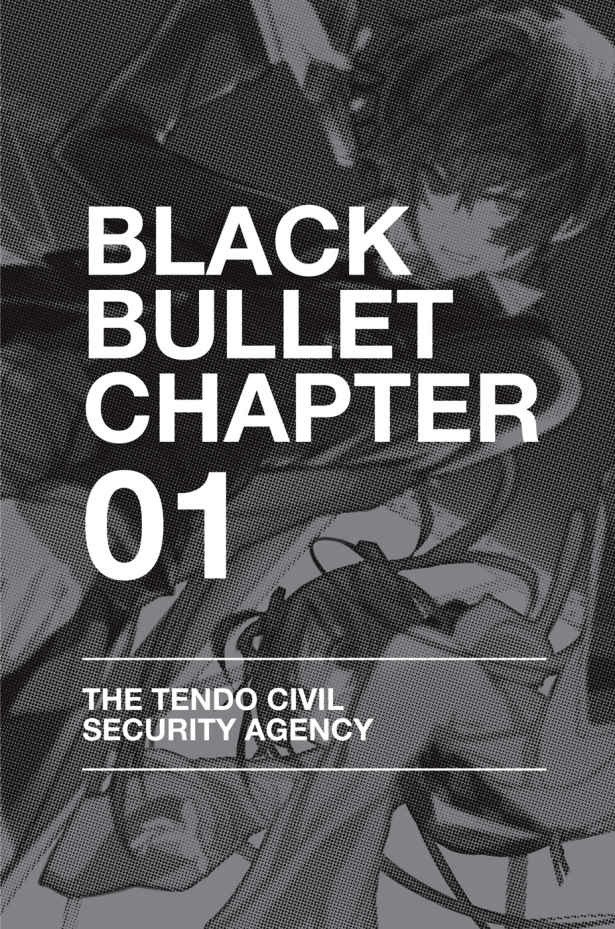 BLACK
BULLET
CHAPTER
01
THE TENDO CIVIL
SECURITY AGENCY